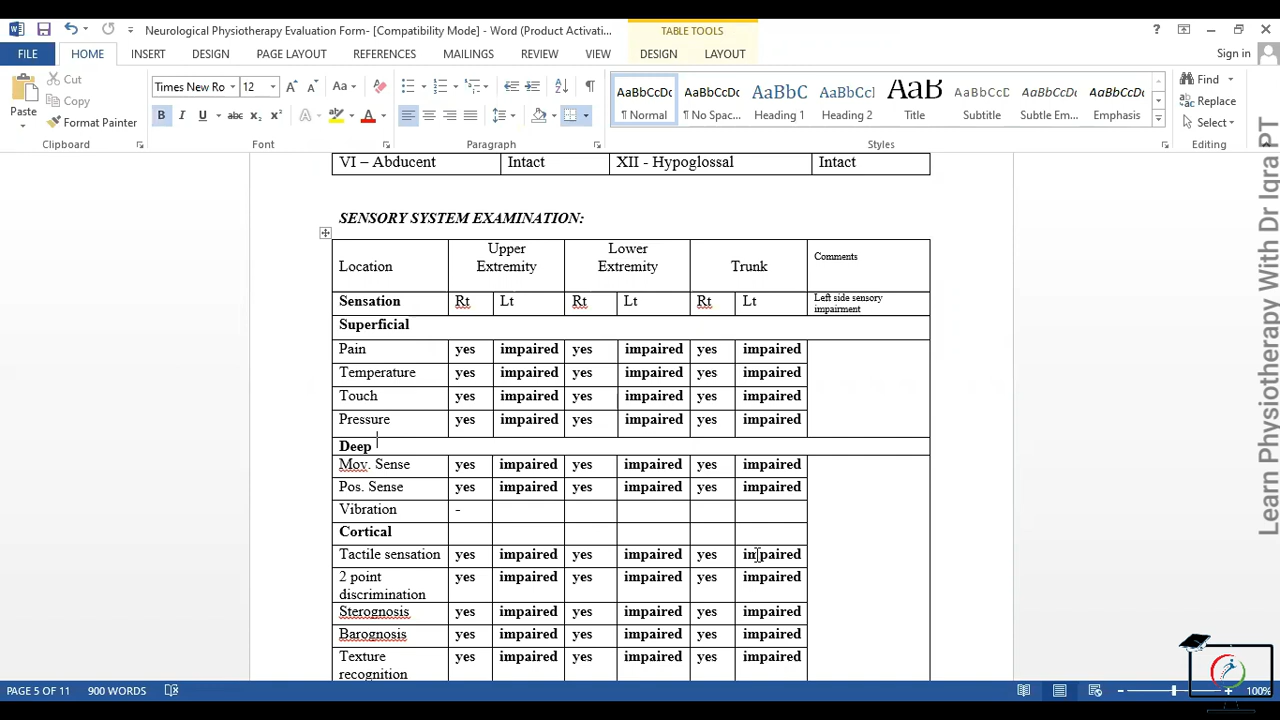 Neurological Physiotherapy Evaluation Form- [Compatibility Mode] - Word (Product Activati...
TABLE TOOLS
FILE HOME INSERT DESIGN PAGE LAYOUT REFERENCES MAILINGS REVIEW VIEW DESIGN LAYOUT Sign in
Cut
Copy
Format Painter
Paste
Clipboard
Times New Ro 12
Font
Paragraph
AaBbCcDc AaBbCcDc AaBbC AaBbCcI AaB AaBbCcD AaBbCcDt AaBbCcDt
¶ Normal ¶ No Spac... Heading 1 Heading 2 Title Subtitle Subtle Em... Emphasis
Styles
Find
Replace
Select
Editing
VI – Abducent Intact XII - Hypoglossal Intact
SENSORY SYSTEM EXAMINATION:
Location Upper Extremity Lower Extremity Trunk Comments
Sensation Rt Lt Rt Lt Rt Lt Left side sensory impairment
Superficial
Pain yes impaired yes impaired yes impaired
Temperature yes impaired yes impaired yes impaired
Touch yes impaired yes impaired yes impaired
Pressure yes impaired yes impaired yes impaired
Deep
Mov. Sense yes impaired yes impaired yes impaired
Pos. Sense yes impaired yes impaired yes impaired
Vibration -
Cortical
Tactile sensation yes impaired yes impaired yes impaired
2 point discrimination yes impaired yes impaired yes impaired
Sterognosis yes impaired yes impaired yes impaired
Barognosis yes impaired yes impaired yes impaired
Texture recognition yes impaired yes impaired yes impaired
PAGE 5 OF 11 900 WORDS 100%
Learn Physiotherapy With Dr Iqra PT